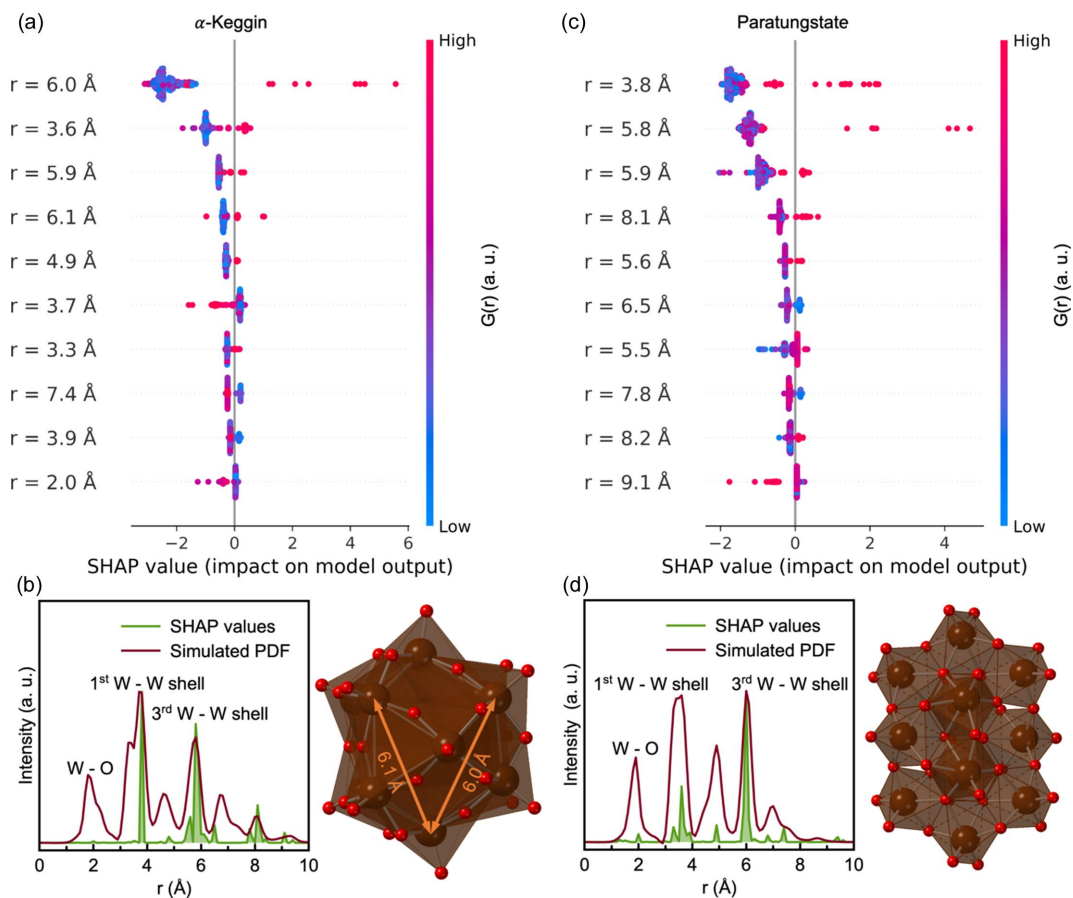 (a)
α-Keggin
High
r = 6.0 Å
r = 3.6 Å
r = 5.9 Å
r = 6.1 Å
r = 4.9 Å
r = 3.7 Å
r = 3.3 Å
r = 7.4 Å
r = 3.9 Å
r = 2.0 Å
G(r) (a. u.)
Low
−2 0 2 4 6
SHAP value (impact on model output)
(c)
Paratungstate
High
r = 3.8 Å
r = 5.8 Å
r = 5.9 Å
r = 8.1 Å
r = 5.6 Å
r = 6.5 Å
r = 5.5 Å
r = 7.8 Å
r = 8.2 Å
r = 9.1 Å
G(r) (a. u.)
Low
−2 0 2 4
SHAP value (impact on model output)
(b)
SHAP values
Simulated PDF
1st W - W shell
3rd W - W shell
W - O
Intensity (a. u.)
0 2 4 6 8 10
r (Å)
6.1 Å
6.0 Å
(d)
SHAP values
Simulated PDF
1st W - W shell
3rd W - W shell
W - O
Intensity (a. u.)
0 2 4 6 8 10
r (Å)